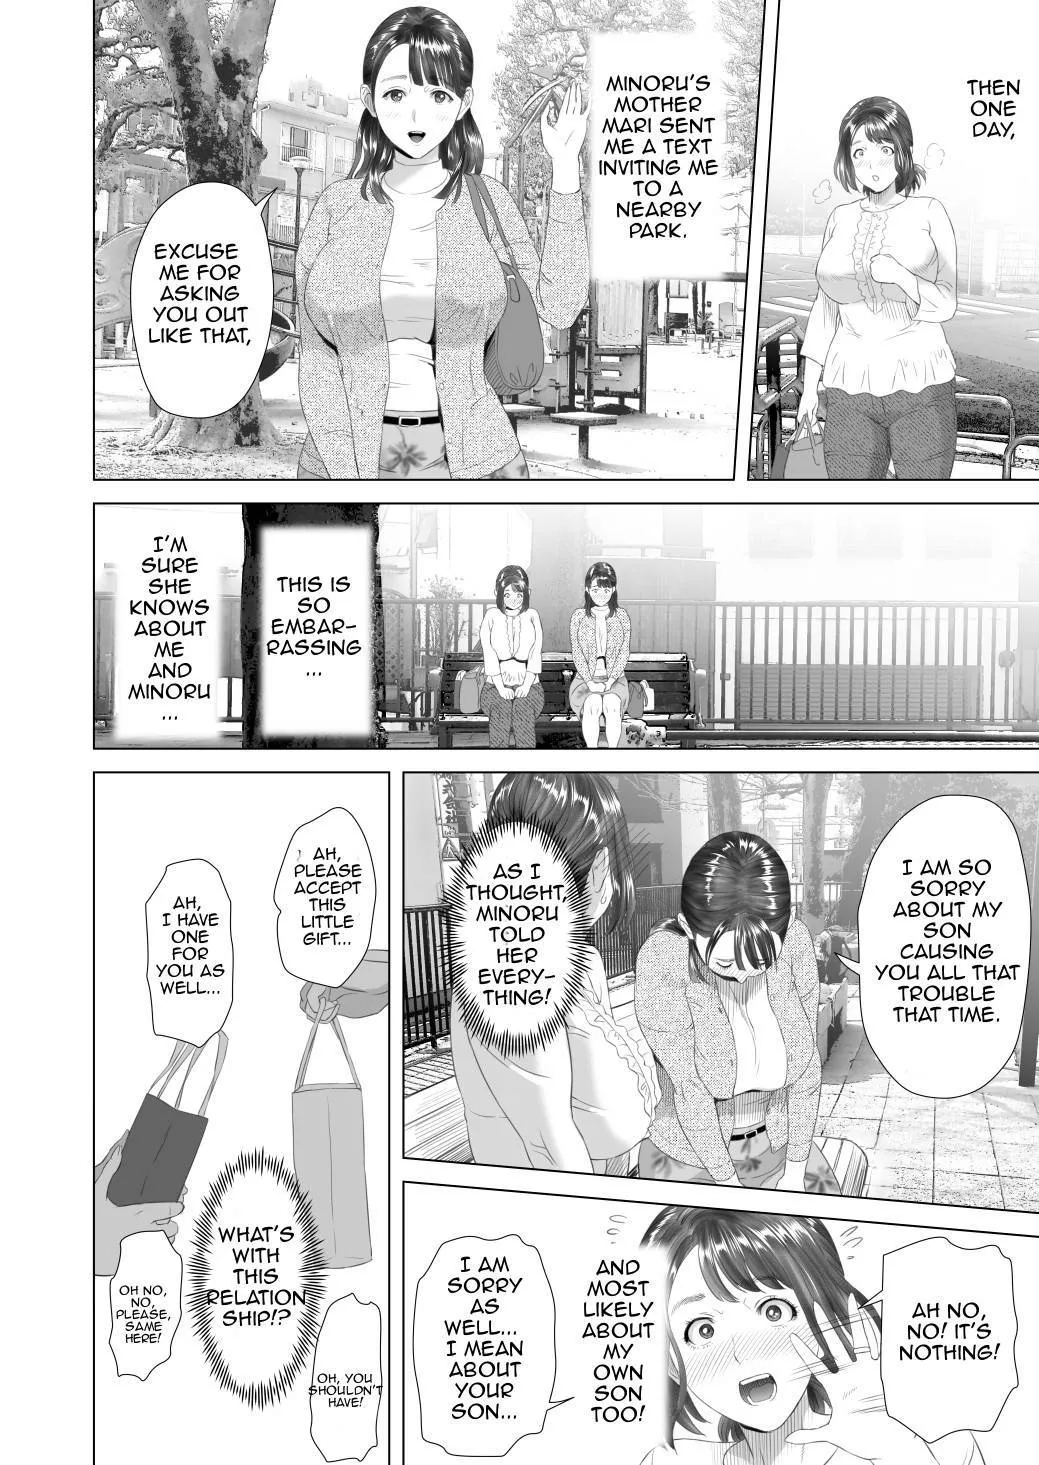 THEN
ONE
DAY,
MINORU'S
MOTHER
MARI SENT
ME A TEXT
INVITING ME
TO A
NEARBY
PARK.
EXCUSE
ME FOR
ASKING
YOU OUT
LIKE THAT,
THIS IS
SO
EMBAR-
RASSING
...
I'M
SURE
SHE
KNOWS
ABOUT
ME
AND
MINORU
...
I AM SO
SORRY
ABOUT MY
SON
CAUSING
YOU ALL THAT
TROUBLE
THAT TIME.
AS I
THOUGHT,
MINORU
TOLD
HER
EVERY-
THING!
AH NO,
NO! IT'S
NOTHING!
AND
MOST
LIKELY
ABOUT
MY
OWN
SON
TOO!
I AM
SORRY
AS
WELL...
I MEAN
ABOUT
YOUR
SON...
AH,
PLEASE
ACCEPT
THIS
LITTLE
GIFT...
AH,
I HAVE
ONE
FOR
YOU AS
WELL...
WHAT'S
WITH
THIS
RELATION
SHIP!?
OH, YOU
SHOULDN'T
HAVE!
OH NO,
NO,
PLEASE,
SAME
HERE!